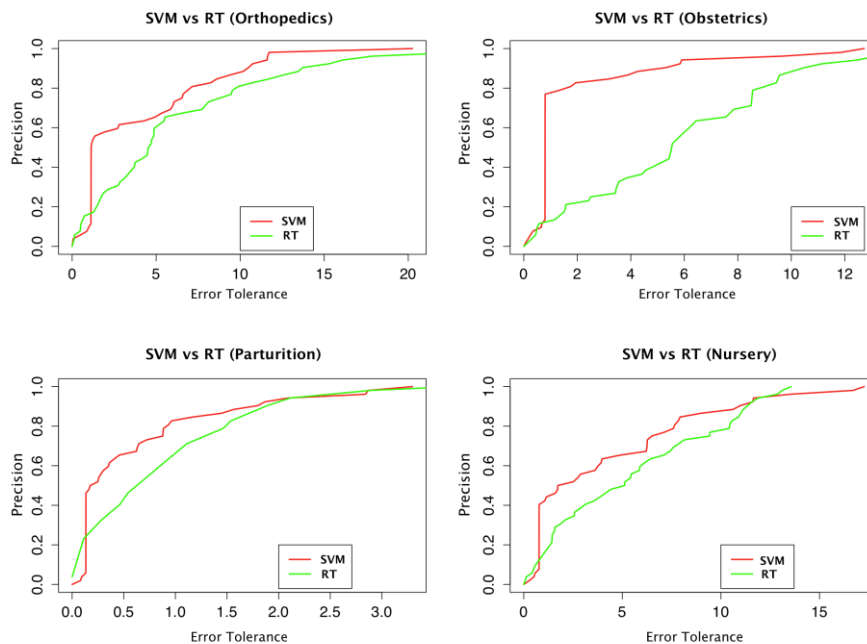 SVM vs RT (Orthopedics)
Precision
0.0 0.2 0.4 0.6 0.8 1.0
SVM
RT
0 5 10 15 20
Error Tolerance
SVM vs RT (Obstetrics)
Precision
0.0 0.2 0.4 0.6 0.8 1.0
SVM
RT
0 2 4 6 8 10 12
Error Tolerance
SVM vs RT (Parturition)
Precision
0.0 0.2 0.4 0.6 0.8 1.0
SVM
RT
0.0 0.5 1.0 1.5 2.0 2.5 3.0
Error Tolerance
SVM vs RT (Nursery)
Precision
0.0 0.2 0.4 0.6 0.8 1.0
SVM
RT
0 5 10 15
Error Tolerance